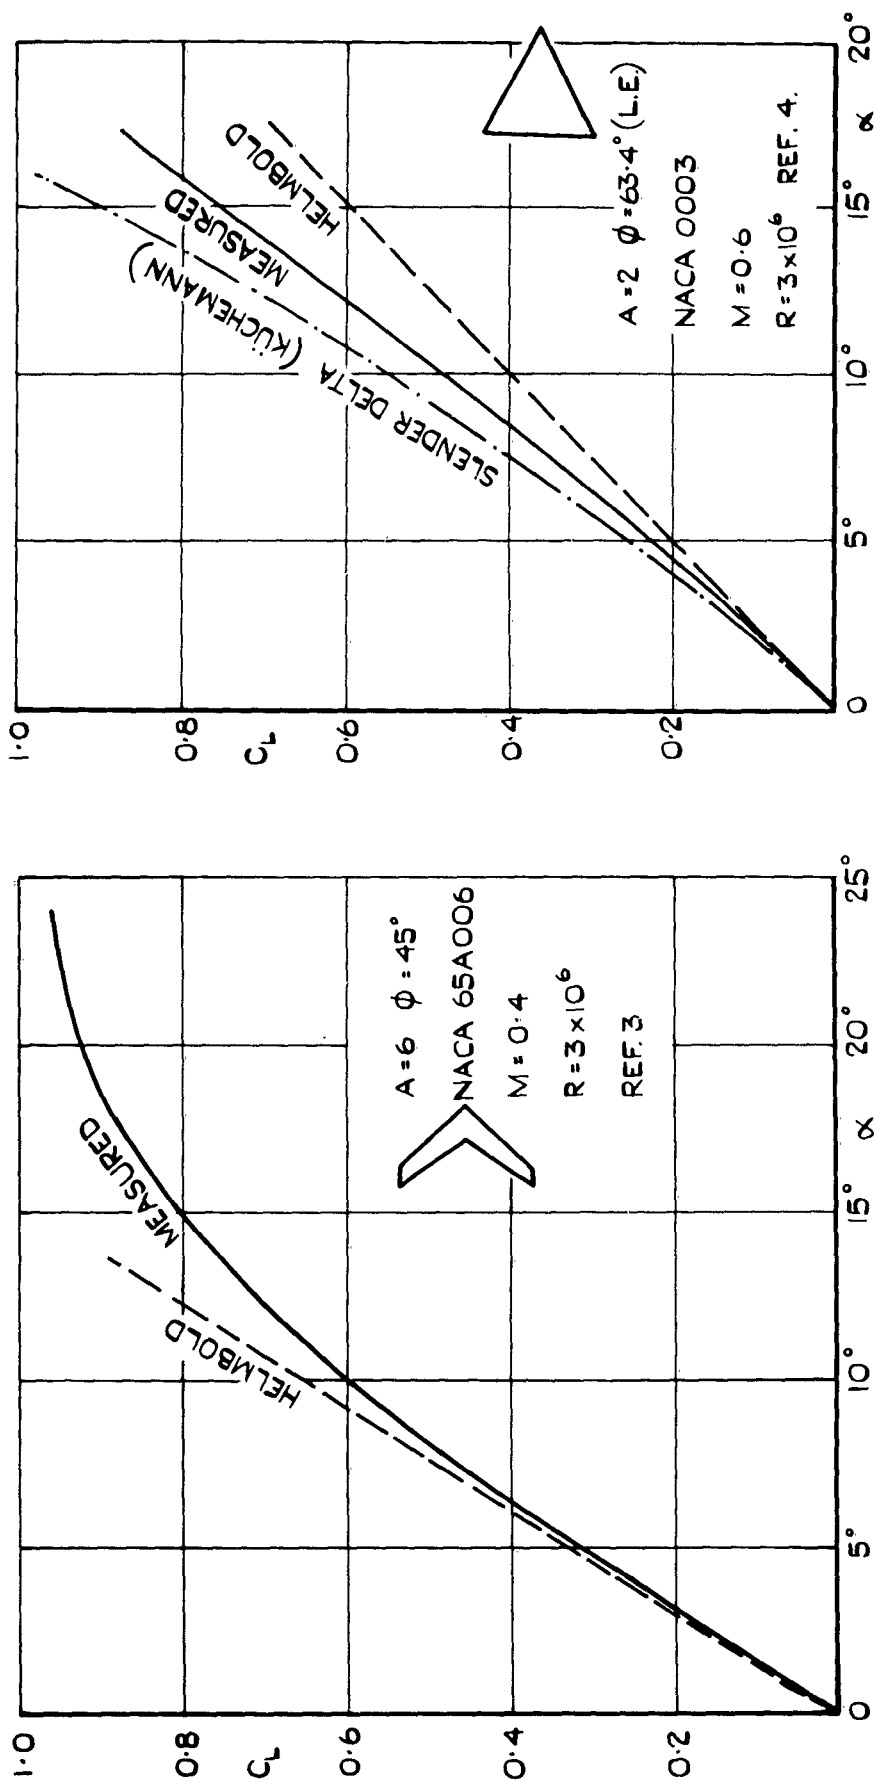 1.0
0.8
C_L
0.6
0.4
0.2
0
5°
10°
15°
20°
α
25°
HELMBOLD
MEASURED
A=6 φ=45°
NACA 65A006
M=0.4
R=3×10⁶
REF. 3
1.0
0.8
C_L
0.6
0.4
0.2
0
5°
10°
15°
α
20°
SLENDER DELTA (KÜCHEMANN)
MEASURED
HELMBOLD
A=2 φ=63.4° (L.E.)
NACA 0003
M=0.6
R=3×10⁶ REF. 4.